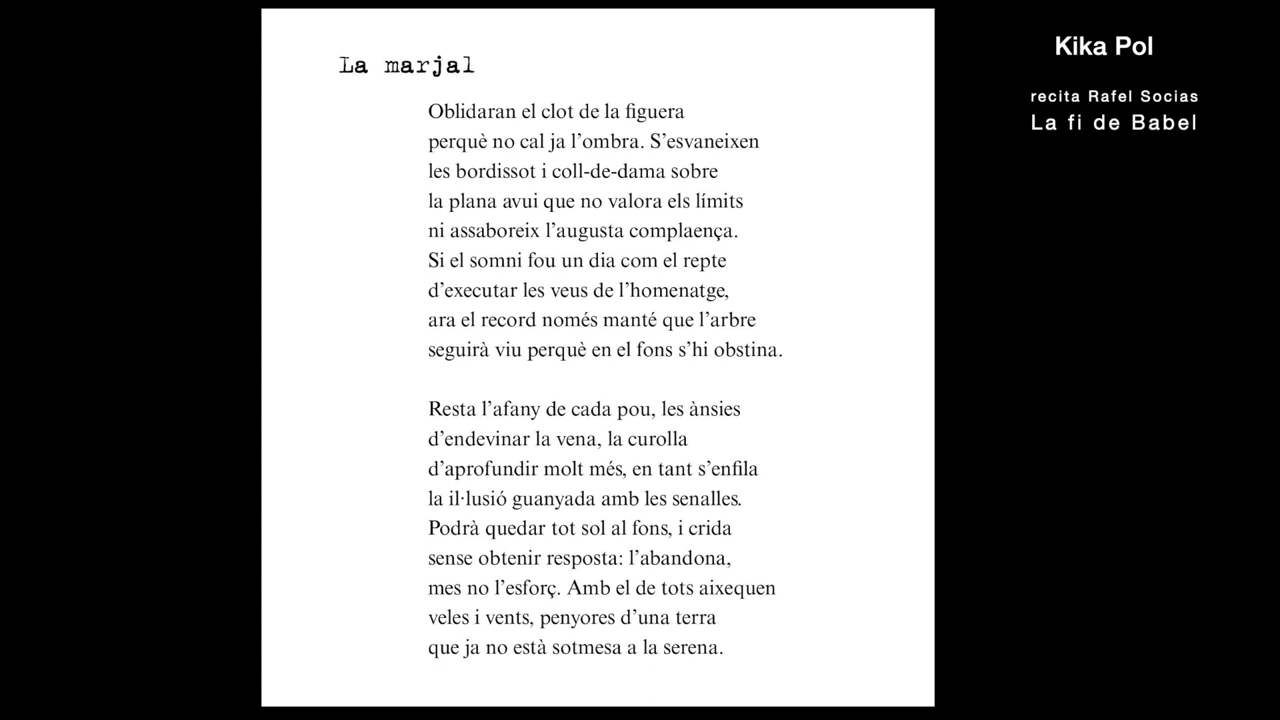 La marjal
Oblidaran el clot de la figuera
perquè no cal ja l’ombra. S’esvaneixen
les bordissot i coll-de-dama sobre
la plana avui que no valora els límits
ni assaboreix l’augusta complaença.
Si el somni fou un dia com el repte
d’executar les veus de l’homenatge,
ara el record només manté que l’arbre
seguirà viu perquè en el fons s’hi obstina.
Resta l’afany de cada pou, les ànsies
d’endevinar la vena, la curolla
d’aprofundir molt més, en tant s’enfila
la il·lusió guanyada amb les senalles.
Podrà quedar tot sol al fons, i crida
sense obtenir resposta: l’abandona,
mes no l’esforç. Amb el de tots aixequen
veles i vents, penyores d’una terra
que ja no està sotmesa a la serena.
Kika Pol
recita Rafel Socias
La fi de Babel